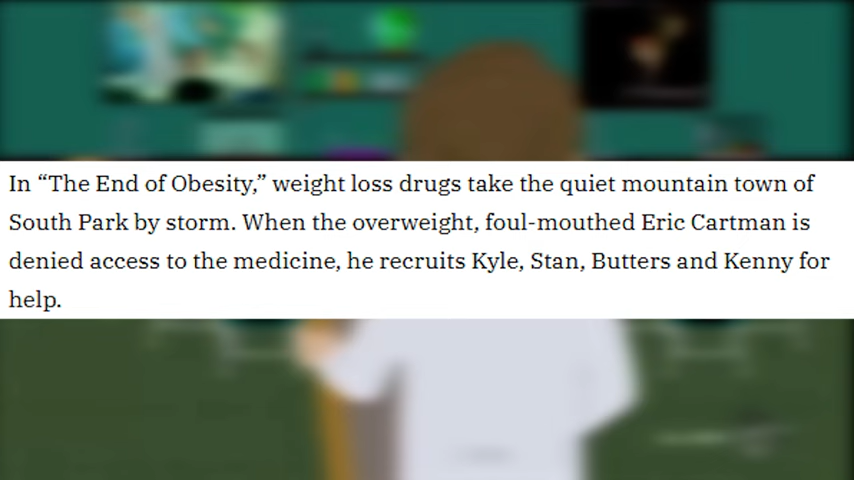 In “The End of Obesity,” weight loss drugs take the quiet mountain town of
South Park by storm. When the overweight, foul-mouthed Eric Cartman is
denied access to the medicine, he recruits Kyle, Stan, Butters and Kenny for
help.